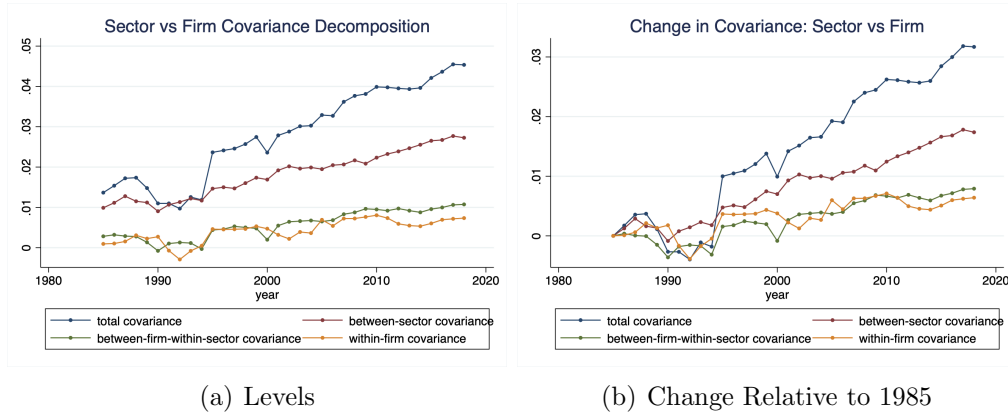 Sector vs Firm Covariance Decomposition
.05
.04
.03
.02
.01
0
1980 1990 2000 2010 2020
year
total covariance between-sector covariance
between-firm-within-sector covariance within-firm covariance
(a) Levels
Change in Covariance: Sector vs Firm
.03
.02
.01
0
1980 1990 2000 2010 2020
year
total covariance between-sector covariance
between-firm-within-sector covariance within-firm covariance
(b) Change Relative to 1985